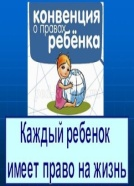 конвенция
о правах
ребёнка
Каждый ребенок
имеет право на жизнь